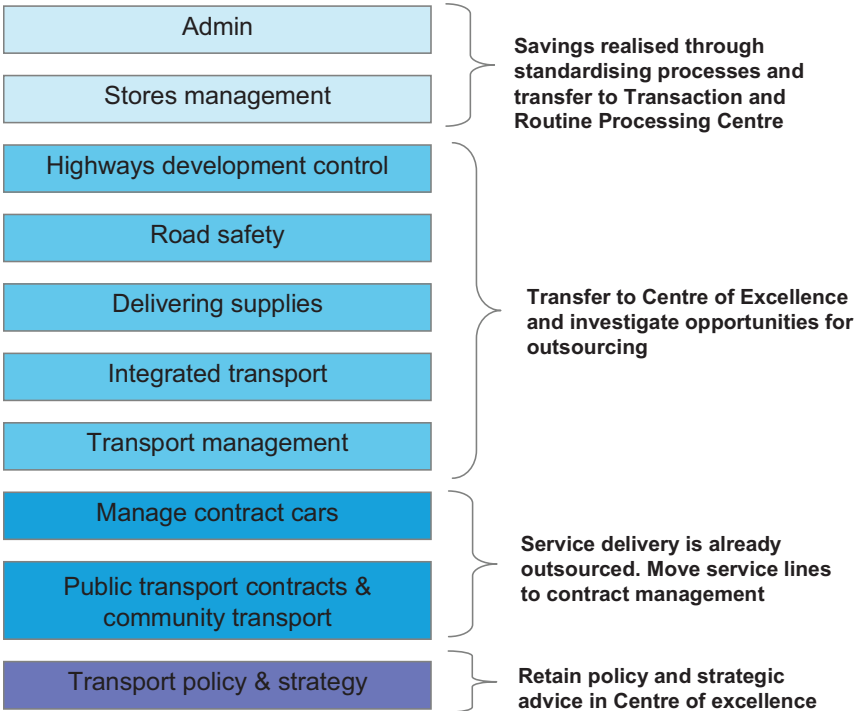 Admin
Stores management
Savings realised through
standardising processes and
transfer to Transaction and
Routine Processing Centre
Highways development control
Road safety
Delivering supplies
Integrated transport
Transport management
Transfer to Centre of Excellence
and investigate opportunities for
outsourcing
Manage contract cars
Public transport contracts &
community transport
Service delivery is already
outsourced. Move service lines
to contract management
Transport policy & strategy
Retain policy and strategic
advice in Centre of excellence